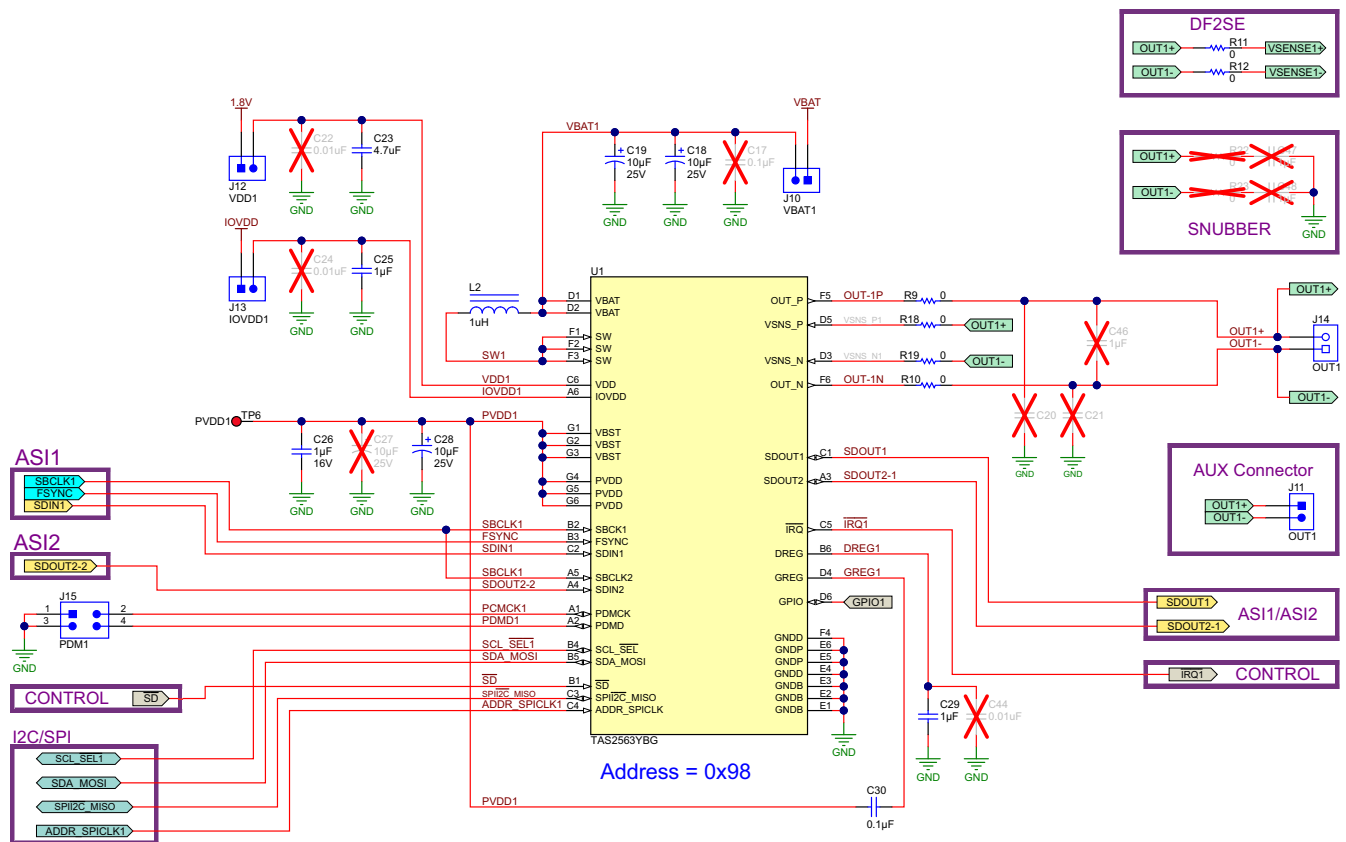 DF2SE
OUT1+ R11 0 VSENSE1+
OUT1- R12 0 VSENSE1-
OUT1+
OUT1-
SNUBBER
GND
1.8V
C22 0.01uF
C23 4.7uF
J12
VDD1
GND GND
IOVDD
C24 0.01uF
C25 1µF
J13
IOVDD1
GND GND
VBAT1
VBAT
C19 10µF 25V
C18 10µF 25V
C17 0.1µF
J10
VBAT1
GND GND GND
L2
1uH
SW1
VDD1
IOVDD1
PVDD1 TP6
PVDD1
C26 1µF 16V
C27 10µF 25V
C28 10µF 25V
GND GND GND
U1
D1 VBAT
D2 VBAT
F1 SW
F2 SW
F3 SW
C6 VDD
A6 IOVDD
G1 VBST
G2 VBST
G3 VBST
G4 PVDD
G5 PVDD
G6 PVDD
SBCLK1 B2 SBCK1
FSYNC B3 FSYNC
SDIN1 C2 SDIN1
SBCLK1 A5 SBCLK2
SDOUT2-2 A4 SDIN2
PCMCK1 A1 PDMCK
PDMD1 A2 PDMD
SCL_SEL1 B4 SCL_SEL
SDA_MOSI B5 SDA_MOSI
SD B1 SD
SPII2C_MISO C3 SPII2C_MISO
ADDR_SPICLK1 C4 ADDR_SPICLK
TAS2563YBG
Address = 0x98
OUT_P F5 OUT-1P R9 0
VSNS_P D5 VSNS_P1 R18 0 OUT1+
VSNS_N D3 VSNS_N1 R19 0 OUT1-
OUT_N F6 OUT-1N R10 0
SDOUT1 C1 SDOUT1
SDOUT2 A3 SDOUT2-1
IRQ C5 IRQ1
DREG B6 DREG1
GREG D4 GREG1
GPIO D6 GPIO1
GNDD F4
GNDP E6
GNDP E5
GNDD E4
GNDB E3
GNDB E2
GNDB E1
GND
C46 1µF
C20
C21
GND GND
OUT1+
OUT1+
OUT1-
J14
OUT1
OUT1-
AUX Connector
J11
OUT1+
OUT1-
OUT1
SDOUT1
SDOUT2-1
ASI1/ASI2
IRQ1
CONTROL
C29 1µF
C44 0.01uF
GND GND
PVDD1
C30
0.1µF
ASI1
SBCLK1
FSYNC
SDIN1
ASI2
SDOUT2-2
J15
1 2
3 4
PDM1
GND
CONTROL SD
I2C/SPI
SCL_SEL1
SDA_MOSI
SPII2C_MISO
ADDR_SPICLK1